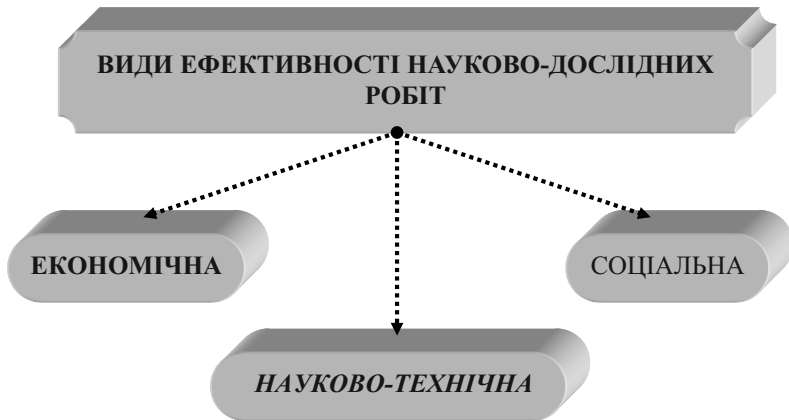 ВИДИ ЕФЕКТИВНОСТІ НАУКОВО-ДОСЛІДНИХ
РОБІТ
ЕКОНОМІЧНА
СОЦІАЛЬНА
НАУКОВО-ТЕХНІЧНА